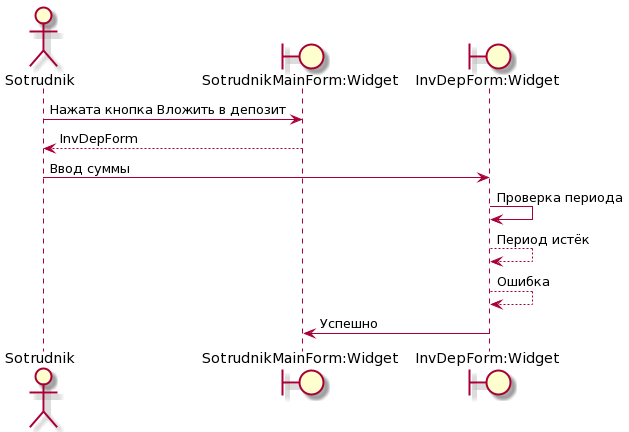 Sotrudnik
SotrudnikMainForm:Widget
InvDepForm:Widget
Нажата кнопка Вложить в депозит
InvDepForm
Ввод суммы
Проверка периода
Период истёк
Ошибка
Успешно
Sotrudnik
SotrudnikMainForm:Widget
InvDepForm:Widget